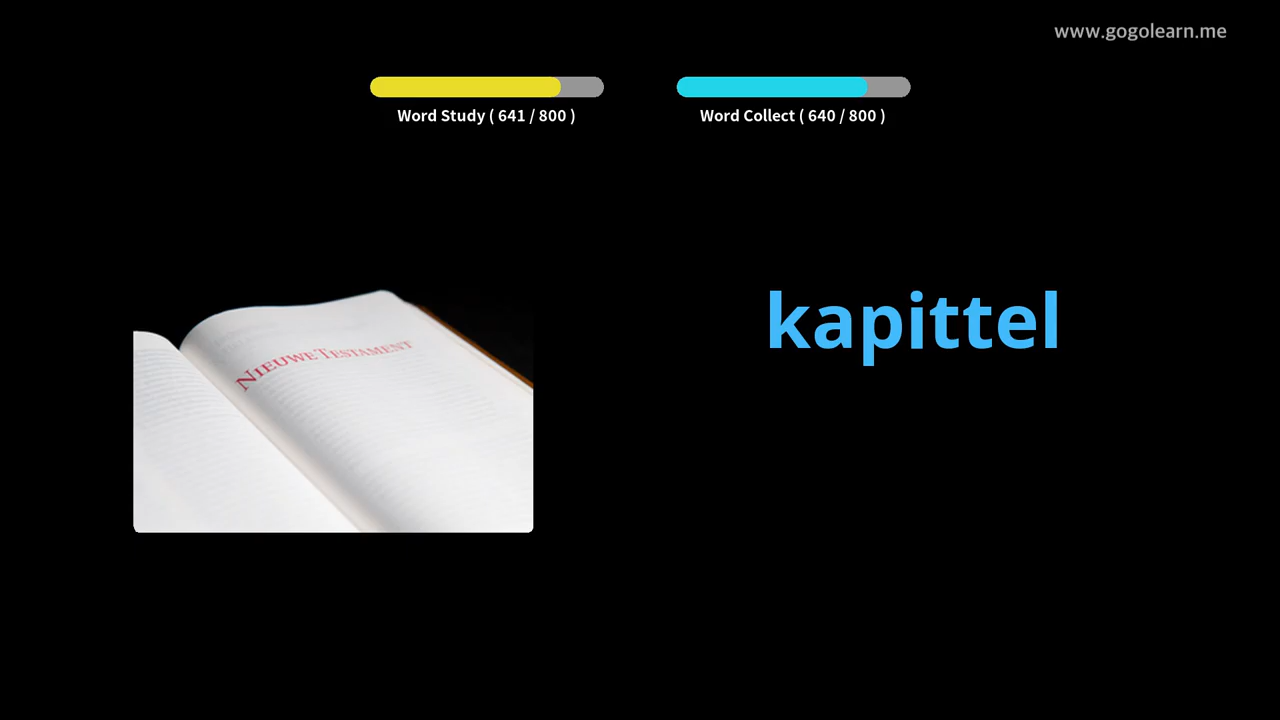 www.gogolearn.me
Word Study ( 641 / 800 )
Word Collect ( 640 / 800 )
NIEUWE TESTAMENT
kapittel